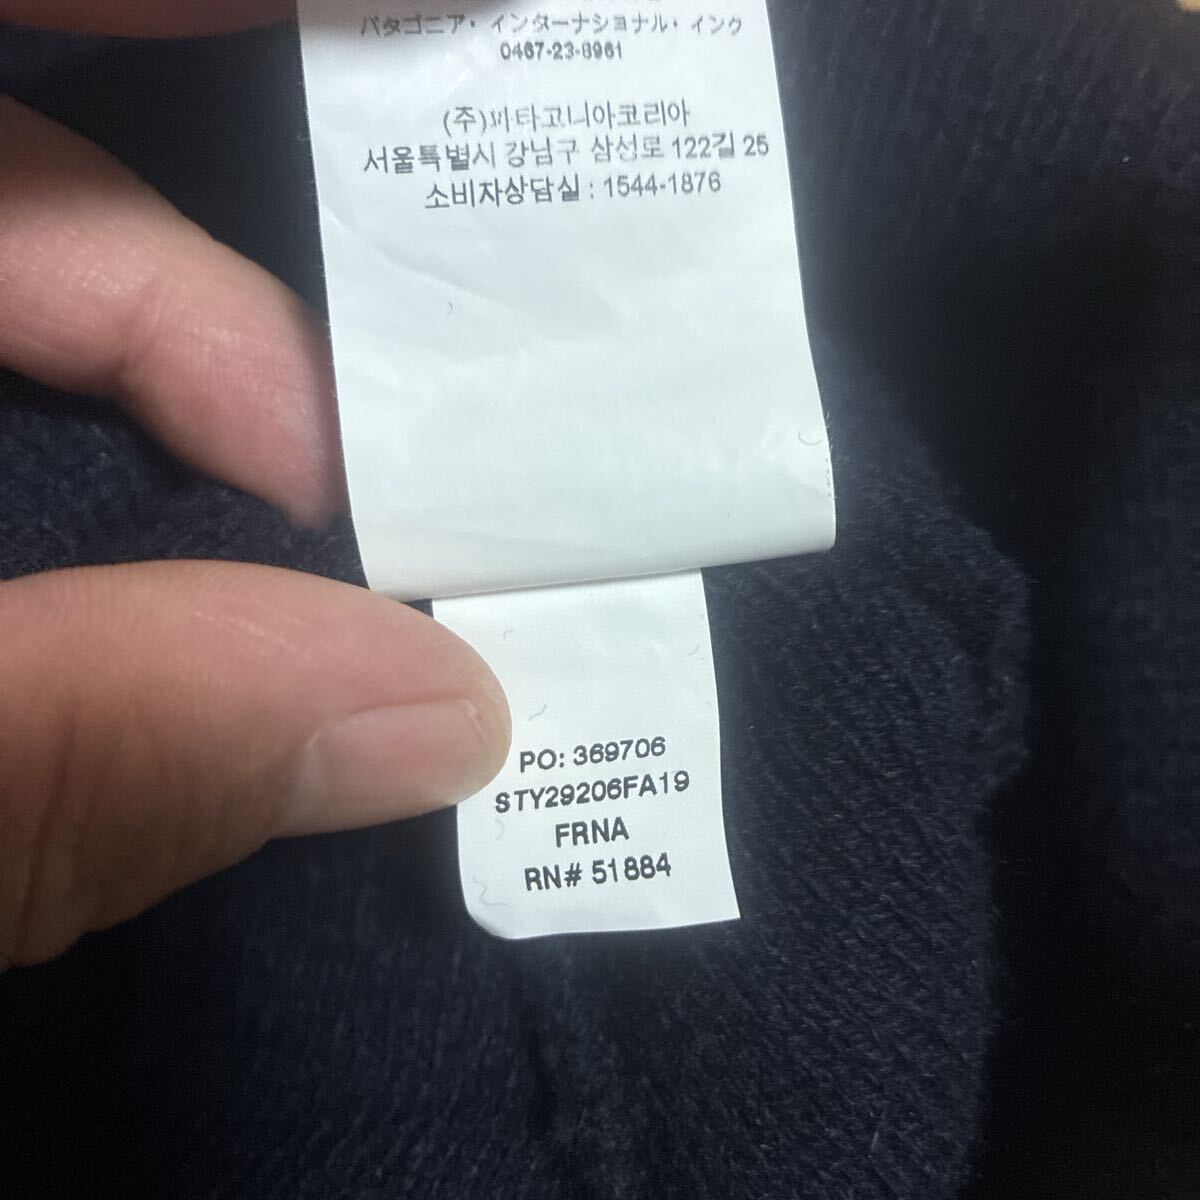 パタゴニア・インターナショナル・インク
0467-23-8961
(주)파타고니아코리아
서울특별시 강남구 삼성로 122길 25
소비자상담실 : 1544-1876
PO: 369706
STY29206FA19
FRNA
RN# 51884